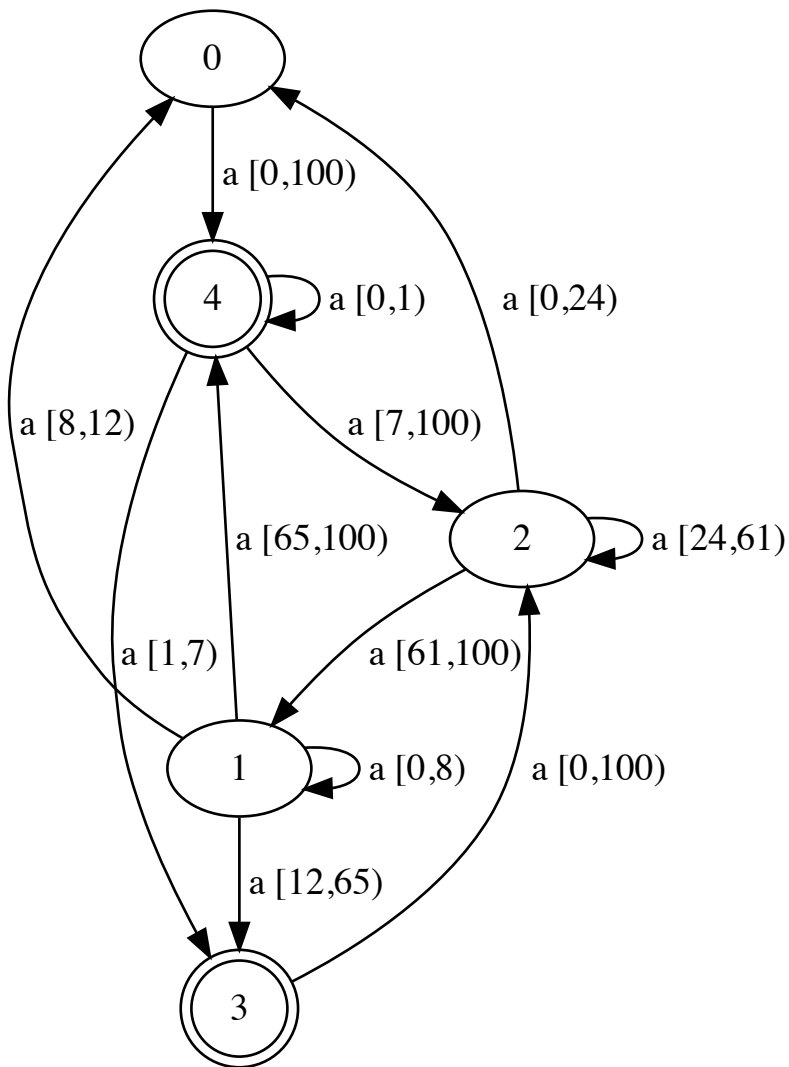 0
a [0,100)
4
a [0,1)
a [0,24)
a [8,12)
a [7,100)
a [65,100)
2
a [24,61)
a [1,7)
a [61,100)
1
a [0,8)
a [0,100)
a [12,65)
3